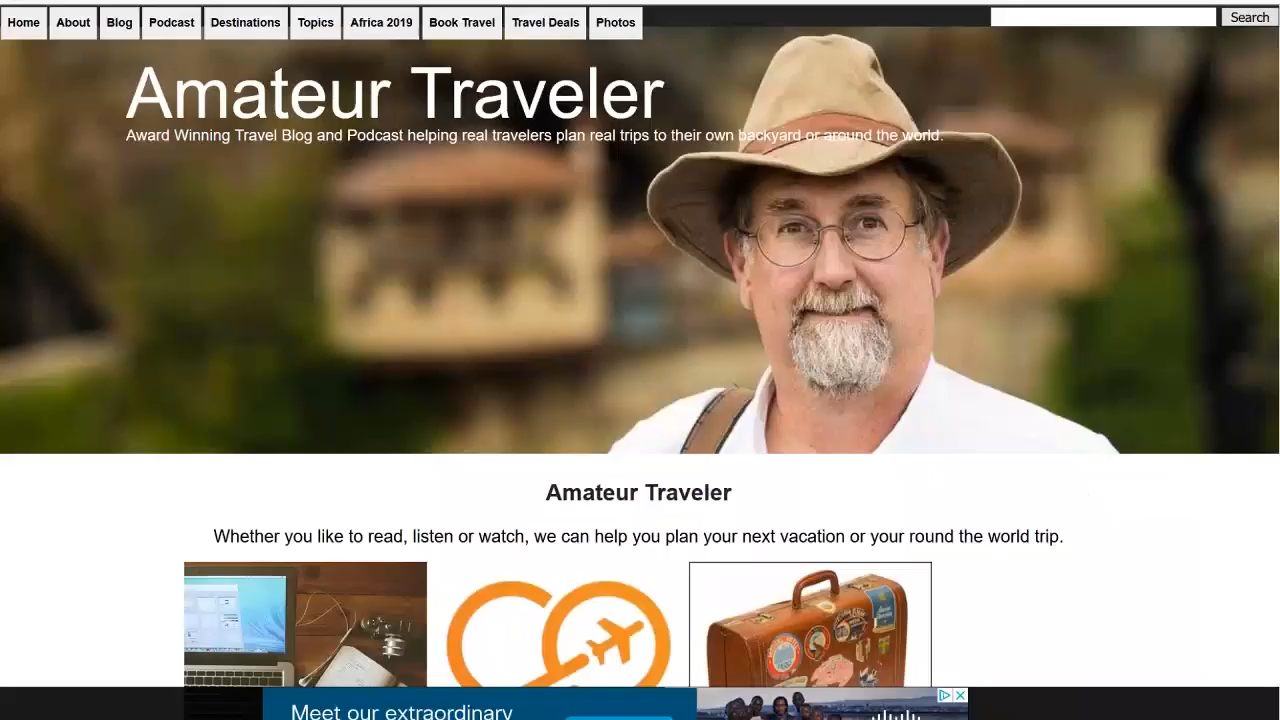 Home About Blog Podcast Destinations Topics Africa 2019 Book Travel Travel Deals Photos Search
Amateur Traveler
Award Winning Travel Blog and Podcast helping real travelers plan real trips to their own backyard or around the world.
Amateur Traveler
Whether you like to read, listen or watch, we can help you plan your next vacation or your round the world trip.
Meet our extraordinary